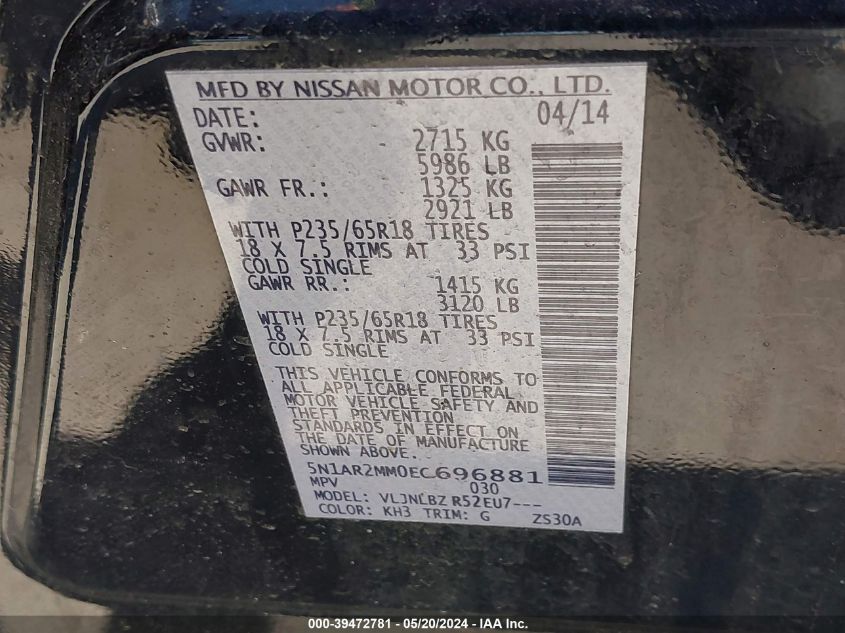 MFD BY NISSAN MOTOR CO., LTD.
DATE: 04/14
GVWR: 2715 KG
5986 LB
GAWR FR.: 1325 KG
2921 LB
WITH P235/65R18 TIRES
18 X 7.5 RIMS AT 33 PSI
COLD SINGLE
GAWR RR.: 1415 KG
3120 LB
WITH P235/65R18 TIRES
18 X 7.5 RIMS AT 33 PSI
COLD SINGLE
THIS VEHICLE CONFORMS TO
ALL APPLICABLE FEDERAL
MOTOR VEHICLE SAFETY AND
THEFT PREVENTION
STANDARDS IN EFFECT ON
THE DATE OF MANUFACTURE
SHOWN ABOVE.
5N1AR2MM0EC696881
MPV 030
MODEL: VLJNLBZ R52EU7---
COLOR: KH3 TRIM: G ZS30A
000-39472781 - 05/20/2024 - IAA Inc.